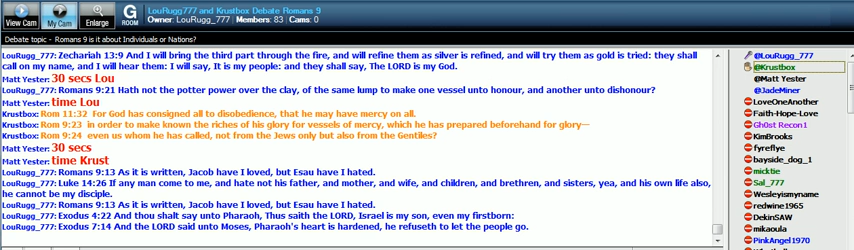 LouRugg777 and Krustbox Debate Romans 9
Owner: LouRugg_777 | Members: 83 | Cams: 0
View Cam
My Cam
Enlarge
G
ROOM
Debate topic - Romans 9 is it about Individuals or Nations?
LouRugg_777: Zechariah 13:9 And I will bring the third part through the fire, and will refine them as silver is refined, and will try them as gold is tried: they shall
call on my name, and I will hear them: I will say, It is my people: and they shall say, The LORD is my God.
Matt Yester: 30 secs Lou
LouRugg_777: Romans 9:21 Hath not the potter power over the clay, of the same lump to make one vessel unto honour, and another unto dishonour?
Matt Yester: time Lou
Krustbox: Rom 11:32 For God has consigned all to disobedience, that he may have mercy on all.
Krustbox: Rom 9:23 in order to make known the riches of his glory for vessels of mercy, which he has prepared beforehand for glory—
Krustbox: Rom 9:24 even us whom he has called, not from the Jews only but also from the Gentiles?
Matt Yester: 30 secs
Matt Yester: time Krust
LouRugg_777: Romans 9:13 As it is written, Jacob have I loved, but Esau have I hated.
LouRugg_777: Luke 14:26 If any man come to me, and hate not his father, and mother, and wife, and children, and brethren, and sisters, yea, and his own life also,
he cannot be my disciple.
LouRugg_777: Romans 9:13 As it is written, Jacob have I loved, but Esau have I hated.
LouRugg_777: Exodus 4:22 And thou shalt say unto Pharaoh, Thus saith the LORD, Israel is my son, even my firstborn:
LouRugg_777: Exodus 7:14 And the LORD said unto Moses, Pharaoh's heart is hardened, he refuseth to let the people go.
@LouRugg_777
@Krustbox
@Matt Yester
@JadeMiner
LoveOneAnother
Faith-Hope-Love
Gh0st Recon1
KimBrooks
fyreflye
bayside_dog_1
micktie
Sal_777
Wesleyismyname
redwine1965
DekinSAW
mikaoula
PinkAngel1970